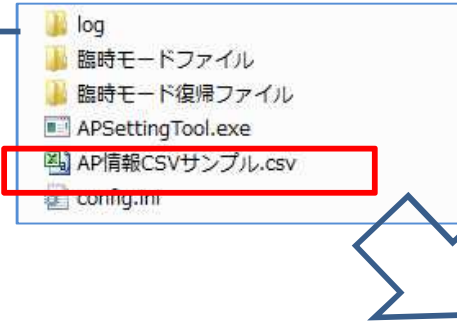 log
臨時モードファイル
臨時モード復帰ファイル
APSettingTool.exe
AP情報CSVサンプル.csv
config.ini